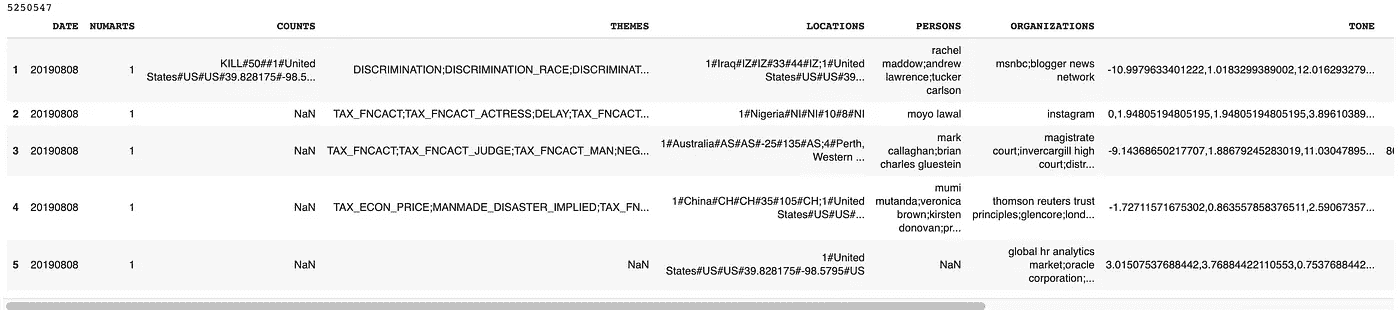 5250547
DATE NUMARTS COUNTS THEMES LOCATIONS PERSONS ORGANIZATIONS TONE
1 20190808 1 KILL#50##1#United States#US#US#39.828175#-98.5... DISCRIMINATION;DISCRIMINATION_RACE;DISCRIMINAT... 1#Iraq#IZ#IZ#33#44#IZ;1#United States#US#US#39... rachel maddow;andrew lawrence;tucker carlson msnbc;blogger news network -10.9979633401222,1.0183299389002,12.016293279...
2 20190808 1 NaN TAX_FNCACT;TAX_FNCACT_ACTRESS;DELAY;TAX_FNCACT... 1#Nigeria#NI#NI#10#8#NI moyo lawal instagram 0,1.94805194805195,1.94805194805195,3.89610389...
3 20190808 1 NaN TAX_FNCACT;TAX_FNCACT_JUDGE;TAX_FNCACT_MAN;NEG... 1#Australia#AS#AS#-25#135#AS;4#Perth, Western ... mark callaghan;brian charles gluestein magistrate court;invercargill high court;distr... -9.14368650217707,1.88679245283019,11.03047895...
4 20190808 1 NaN TAX_ECON_PRICE;MANMADE_DISASTER_IMPLIED;TAX_FN... 1#China#CH#CH#35#105#CH;1#United States#US#US#... mumi mutanda;veronica brown;kirsten donovan;pr... thomson reuters trust principles;glencore;lond... -1.72711571675302,0.863557858376511,2.59067357...
5 20190808 1 NaN NaN 1#United States#US#US#39.828175#-98.5795#US NaN global hr analytics market;oracle corporation;... 3.01507537688442,3.76884422110553,0.7537688442...